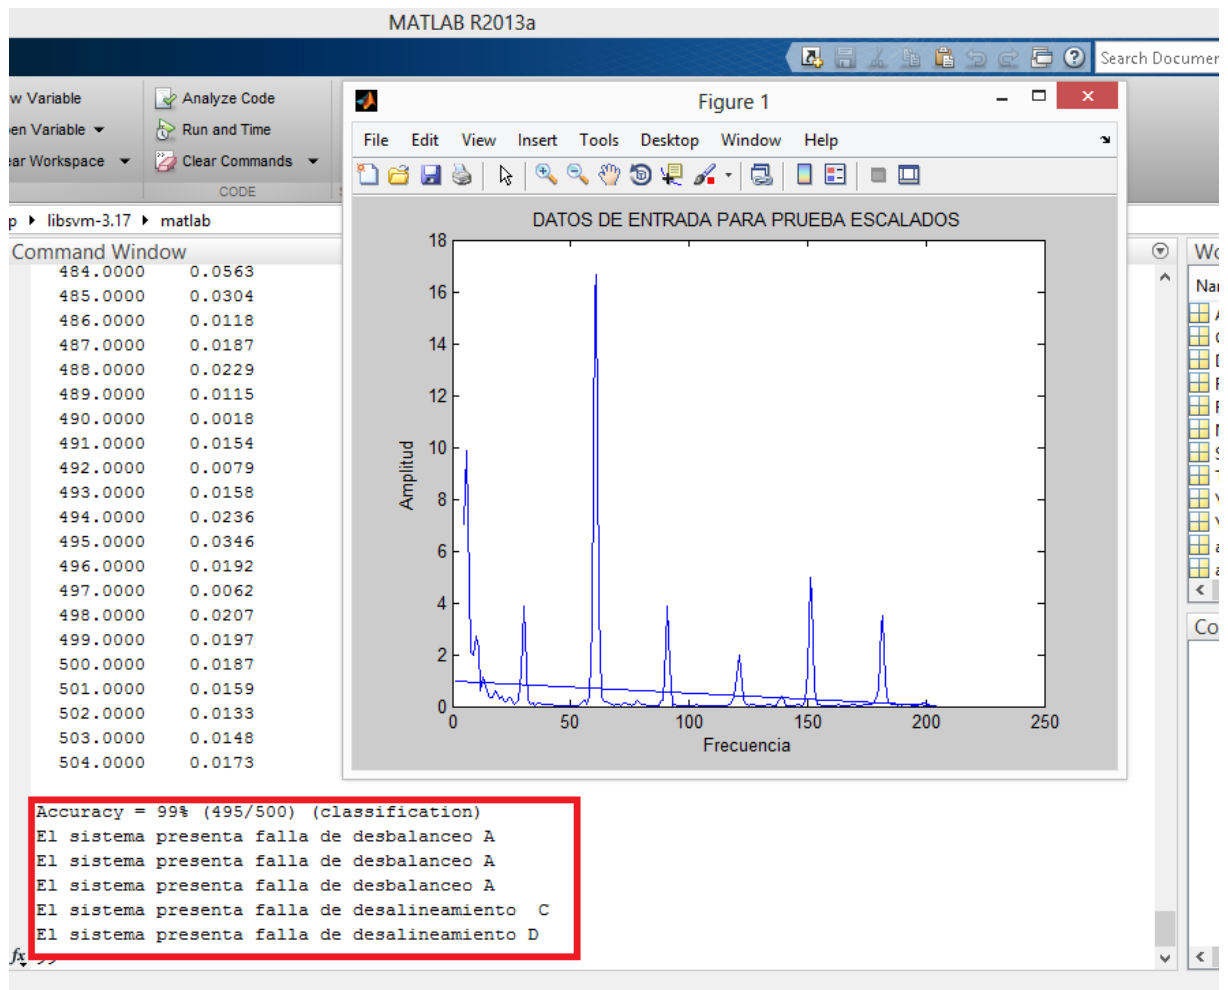 MATLAB R2013a
Search Documen
w Variable
Analyze Code
en Variable
Run and Time
ear Workspace
Clear Commands
CODE
p libsvm-3.17 matlab
Command Window
484.0000 0.0563
485.0000 0.0304
486.0000 0.0118
487.0000 0.0187
488.0000 0.0229
489.0000 0.0115
490.0000 0.0018
491.0000 0.0154
492.0000 0.0079
493.0000 0.0158
494.0000 0.0236
495.0000 0.0346
496.0000 0.0192
497.0000 0.0062
498.0000 0.0207
499.0000 0.0197
500.0000 0.0187
501.0000 0.0159
502.0000 0.0133
503.0000 0.0148
504.0000 0.0173
Accuracy = 99% (495/500) (classification)
El sistema presenta falla de desbalanceo A
El sistema presenta falla de desbalanceo A
El sistema presenta falla de desbalanceo A
El sistema presenta falla de desalineamiento C
El sistema presenta falla de desalineamiento D
fx
Figure 1
File Edit View Insert Tools Desktop Window Help
DATOS DE ENTRADA PARA PRUEBA ESCALADOS
18
16
14
12
10
8
6
4
2
0
Amplitud
0 50 100 150 200 250
Frecuencia
Wo
Nar
Co